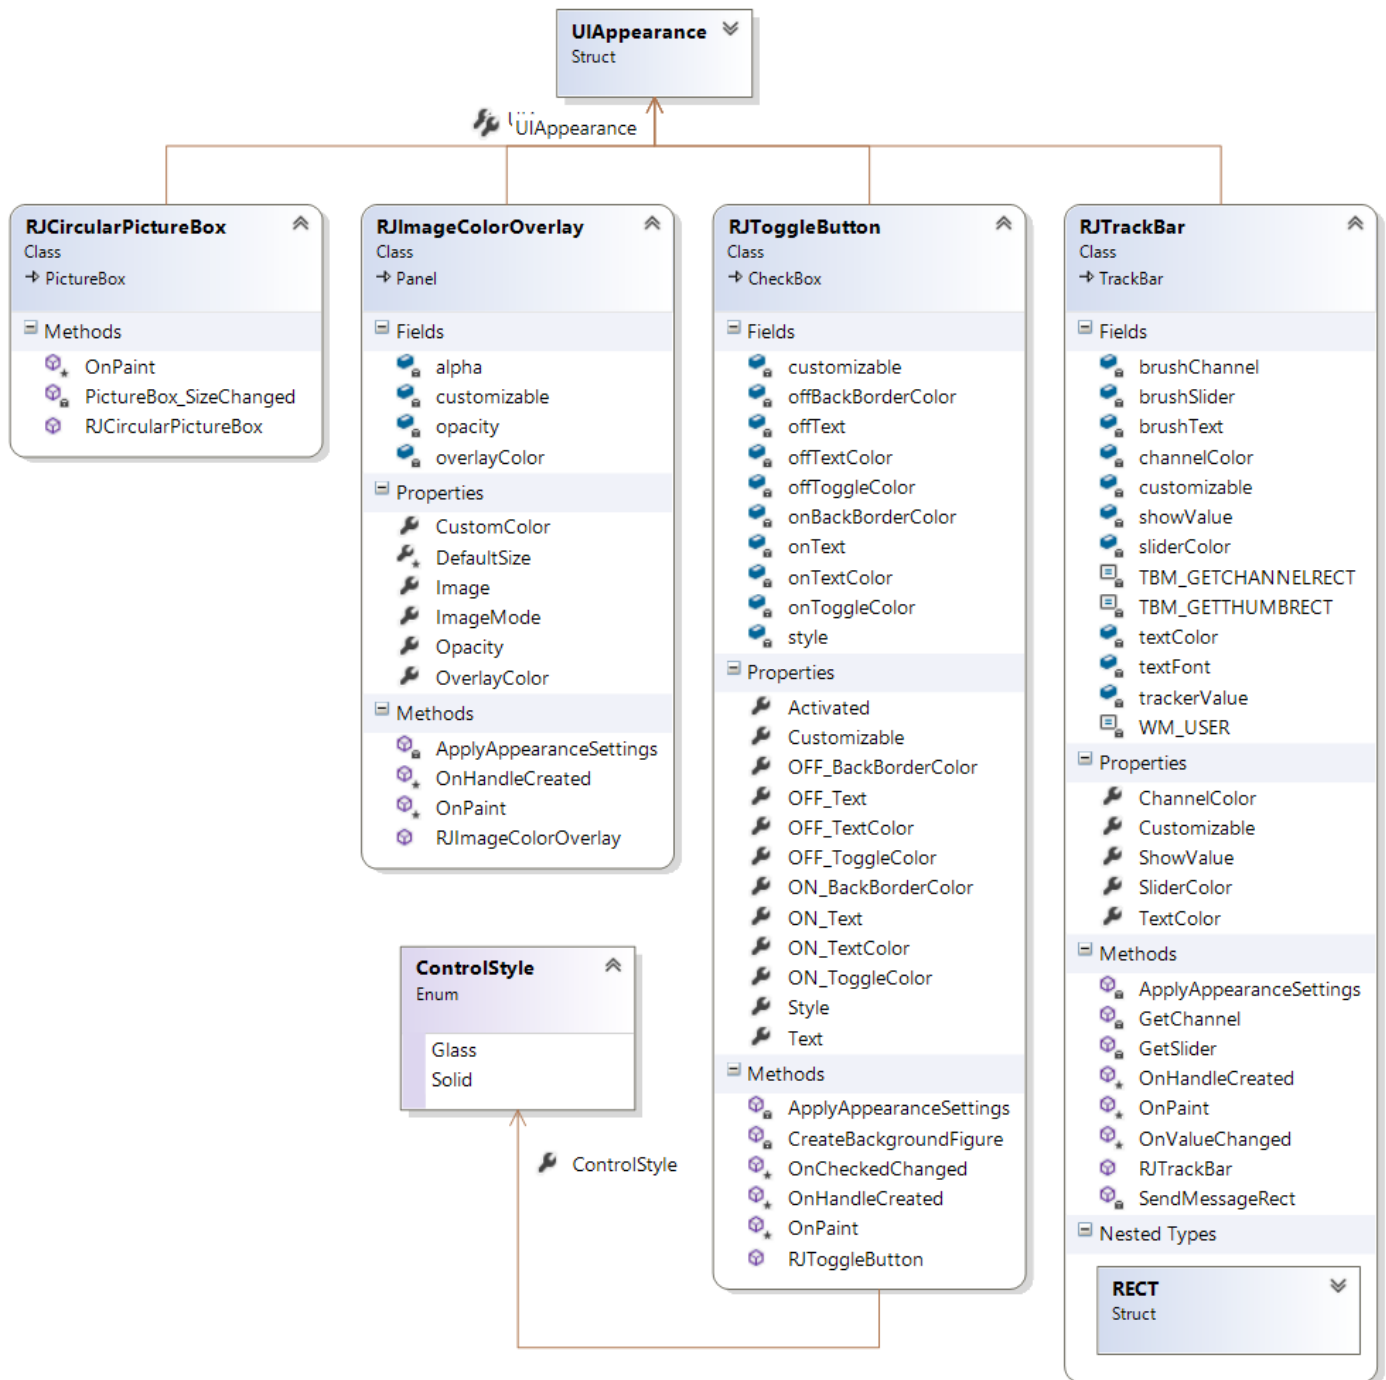 UIAppearance
Struct
UIAppearance
RJCircularPictureBox
Class
PictureBox
Methods
OnPaint
PictureBox_SizeChanged
RJCircularPictureBox
RJImageColorOverlay
Class
Panel
Fields
alpha
customizable
opacity
overlayColor
Properties
CustomColor
DefaultSize
Image
ImageMode
Opacity
OverlayColor
Methods
ApplyAppearanceSettings
OnHandleCreated
OnPaint
RJImageColorOverlay
RJToggleButton
Class
CheckBox
Fields
customizable
offBackBorderColor
offText
offTextColor
offToggleColor
onBackBorderColor
onText
onTextColor
onToggleColor
style
Properties
Activated
Customizable
OFF_BackBorderColor
OFF_Text
OFF_TextColor
OFF_ToggleColor
ON_BackBorderColor
ON_Text
ON_TextColor
ON_ToggleColor
Style
Text
Methods
ApplyAppearanceSettings
CreateBackgroundFigure
OnCheckedChanged
OnHandleCreated
OnPaint
RJToggleButton
RJTrackBar
Class
TrackBar
Fields
brushChannel
brushSlider
brushText
channelColor
customizable
showValue
sliderColor
TBM_GETCHANNELRECT
TBM_GETTHUMBRECT
textColor
textFont
trackerValue
WM_USER
Properties
ChannelColor
Customizable
ShowValue
SliderColor
TextColor
Methods
ApplyAppearanceSettings
GetChannel
GetSlider
OnHandleCreated
OnPaint
OnValueChanged
RJTrackBar
SendMessageRect
Nested Types
RECT
Struct
ControlStyle
Enum
Glass
Solid
ControlStyle